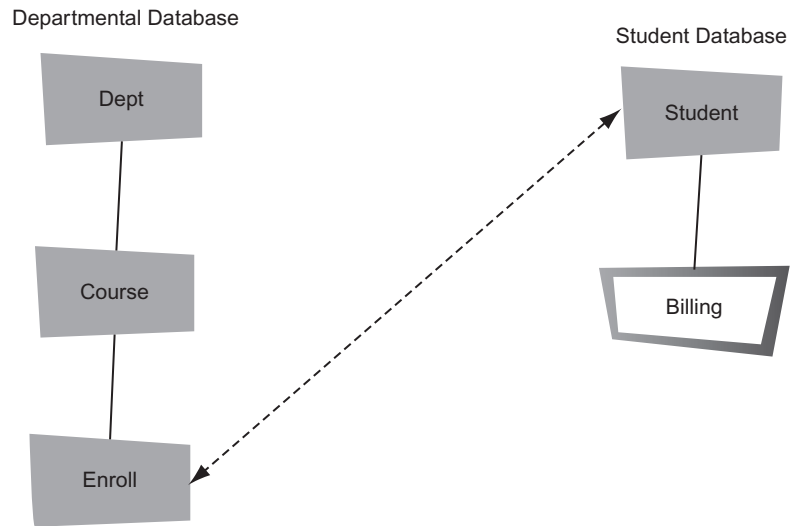 Departmental Database
Student Database
Dept
Student
Course
Billing
Enroll